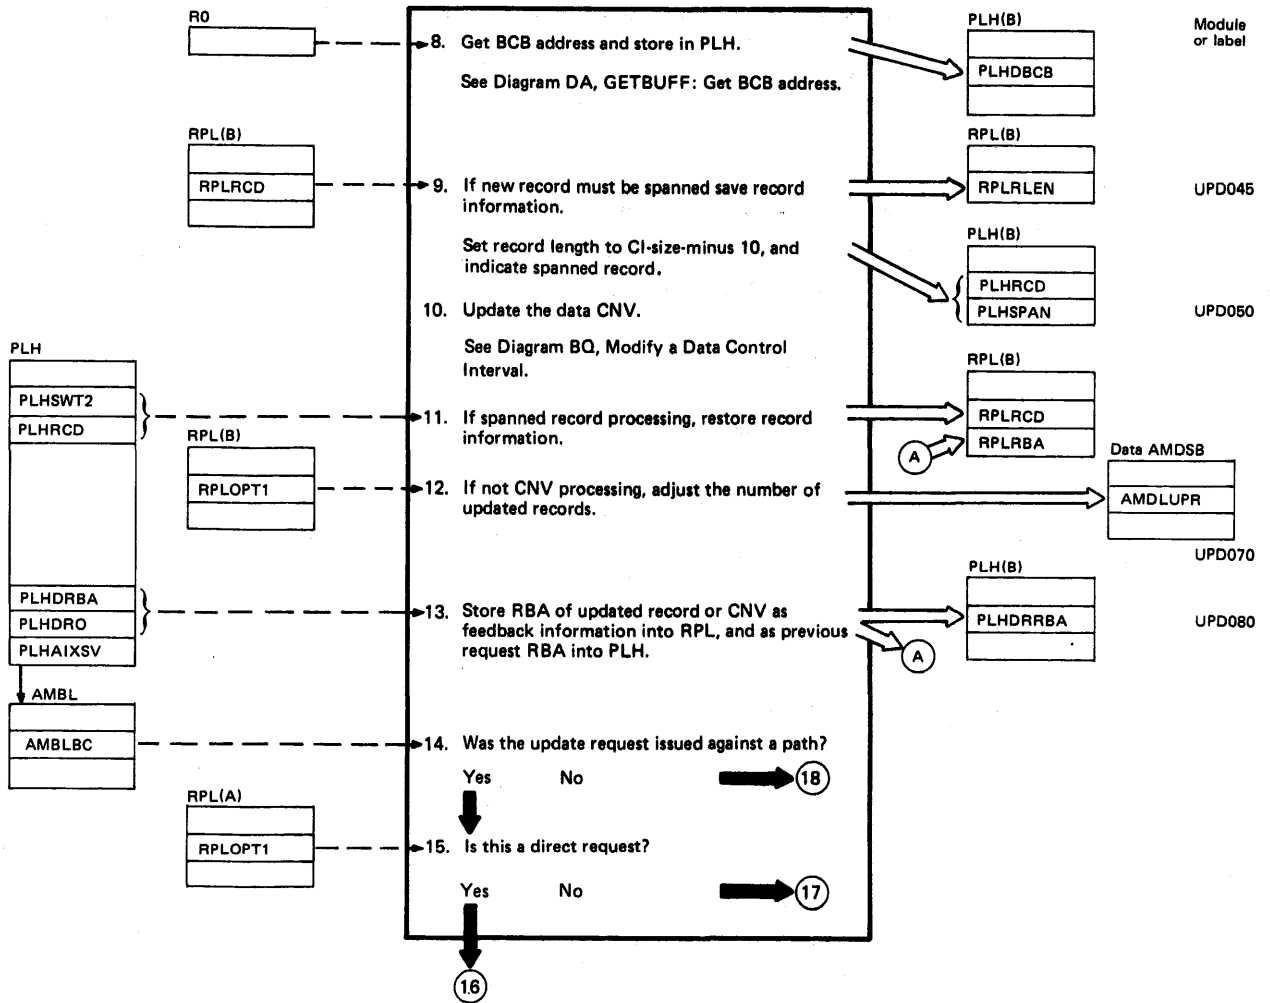 R0
8. Get BCB address and store in PLH.
See Diagram DA, GETBUFF: Get BCB address.
PLH(B)
PLHDBCB
Module
or label
RPL(B)
RPLRCD
9. If new record must be spanned save record
information.
RPL(B)
RPLRLEN
UPD045
Set record length to CI-size-minus 10, and
indicate spanned record.
PLH(B)
PLHRCD
PLHSPAN
10. Update the data CNV.
UPD050
See Diagram BQ, Modify a Data Control
Interval.
PLH
PLHSWT2
PLHRCD
11. If spanned record processing, restore record
information.
RPL(B)
RPLRCD
RPLRBA
A
RPL(B)
RPLOPT1
12. If not CNV processing, adjust the number of
updated records.
Data AMDSB
AMDLUPR
UPD070
PLHDRBA
PLHDRO
PLHAIXSV
13. Store RBA of updated record or CNV as
feedback information into RPL, and as previous
request RBA into PLH.
PLH(B)
PLHDRRBA
A
UPD080
AMBL
AMBLBC
14. Was the update request issued against a path?
Yes No 18
RPL(A)
RPLOPT1
15. Is this a direct request?
Yes No 17
16